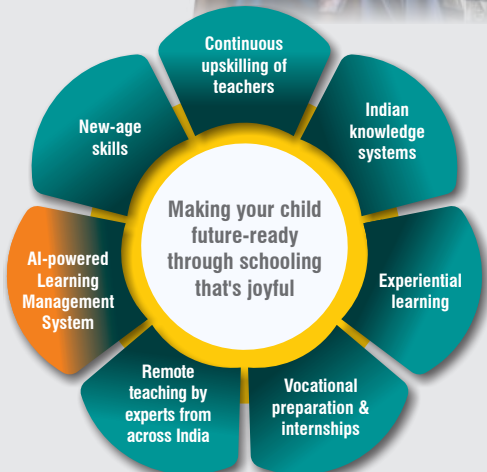 Continuous
upskilling of
teachers
Indian
knowledge
systems
Experiential
learning
Vocational
preparation &
internships
Remote
teaching by
experts from
across India
AI-powered
Learning
Management
System
New-age
skills
Making your child
future-ready
through schooling
that's joyful